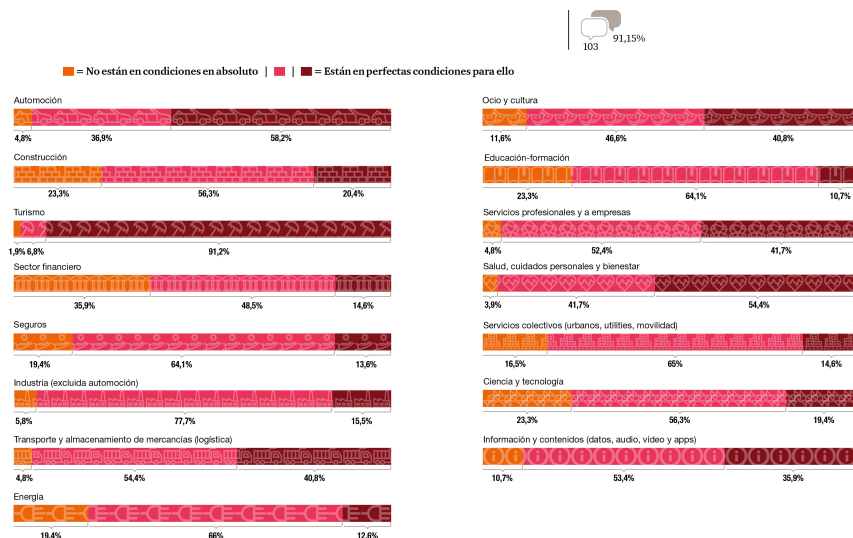 103
91,15%
= No están en condiciones en absoluto | | = Están en perfectas condiciones para ello
Automoción
4,8% 36,9% 58,2%
Construcción
23,3% 56,3% 20,4%
Turismo
1,9% 6,8% 91,2%
Sector financiero
35,9% 48,5% 14,6%
Seguros
19,4% 64,1% 13,6%
Industria (excluida automoción)
5,8% 77,7% 15,5%
Transporte y almacenamiento de mercancías (logística)
4,8% 54,4% 40,8%
Energía
19,4% 66% 12,6%
Ocio y cultura
11,6% 46,6% 40,8%
Educación-formación
23,3% 64,1% 10,7%
Servicios profesionales y a empresas
4,8% 52,4% 41,7%
Salud, cuidados personales y bienestar
3,9% 41,7% 54,4%
Servicios colectivos (urbanos, utilities, movilidad)
16,5% 65% 14,6%
Ciencia y tecnología
23,3% 56,3% 19,4%
Información y contenidos (datos, audio, vídeo y apps)
10,7% 53,4% 35,9%